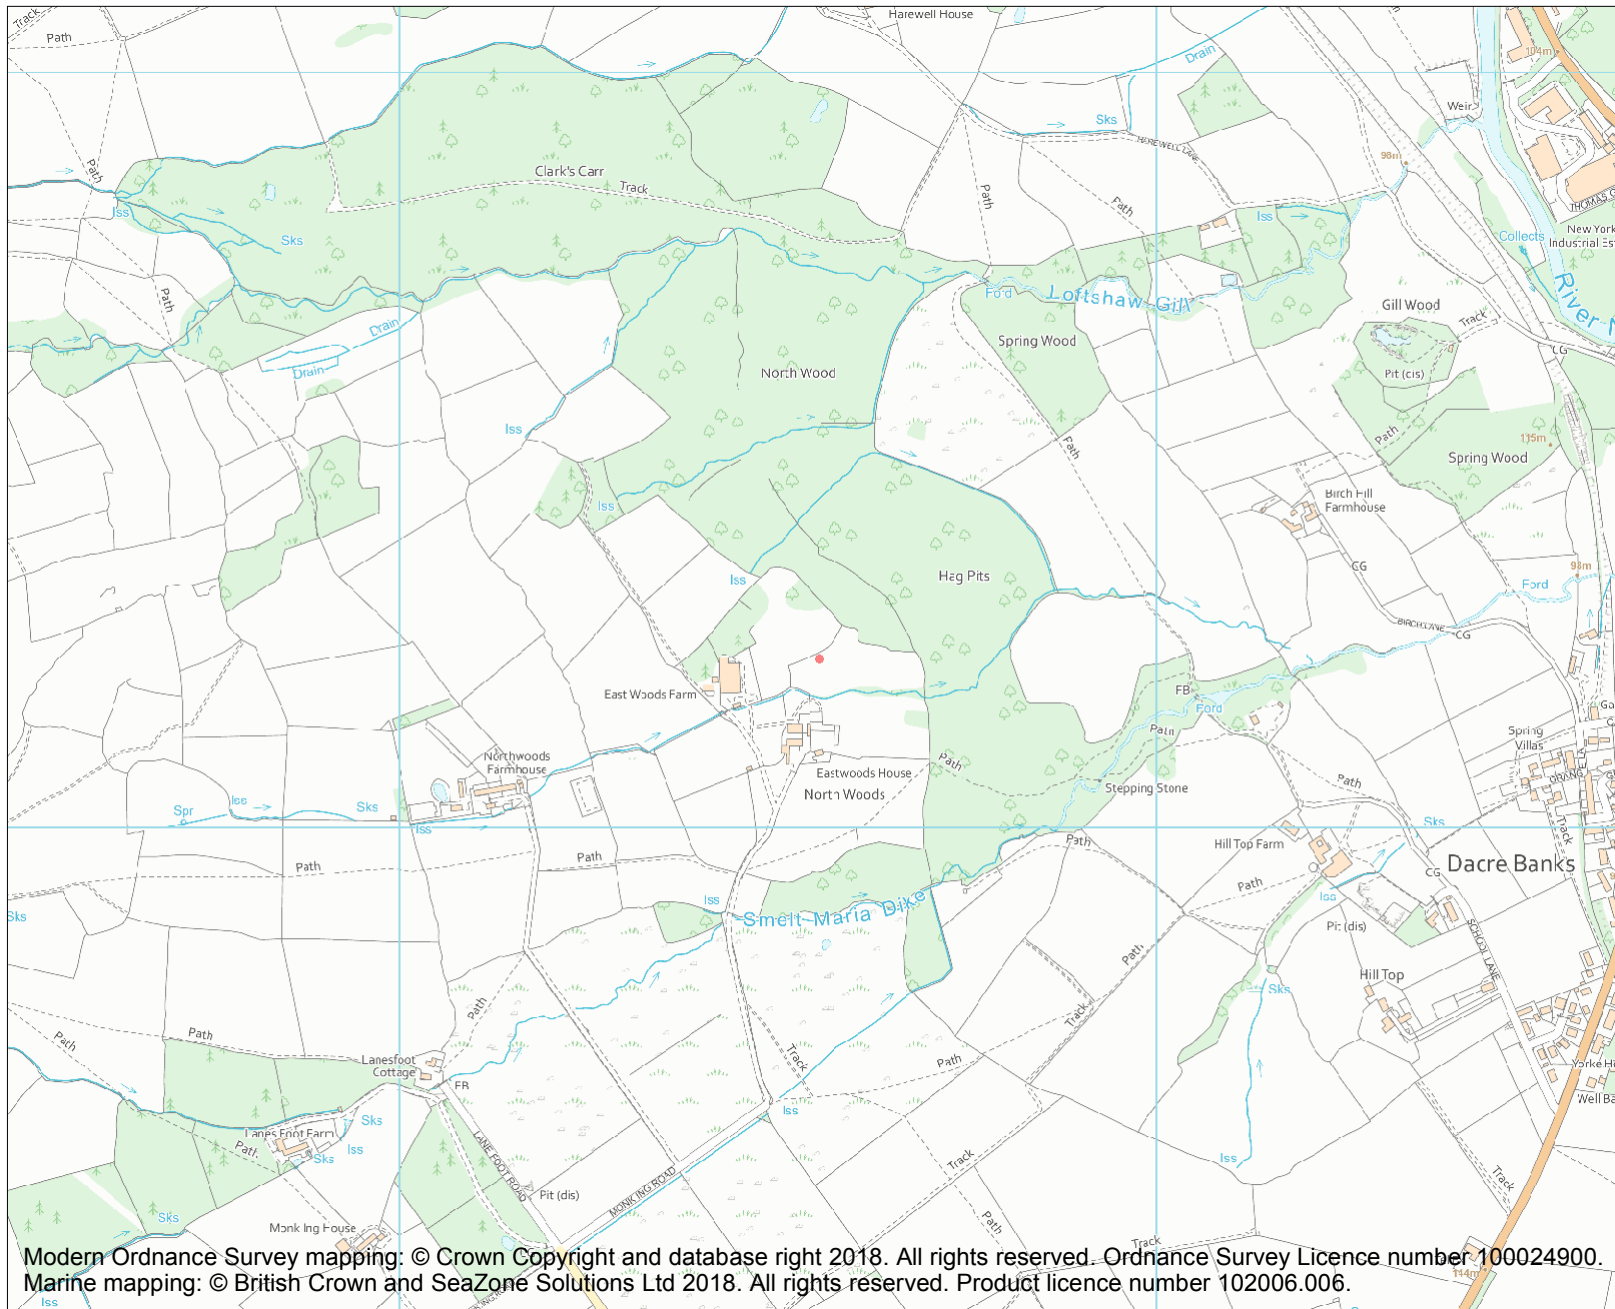 Harewell House
Track
Path
104m
Drain
Weir
Sks
HAREWELL LANE
98m
Path
Clark's Carr
Track
Path
Path
Iss
Iss
THOMAS G
New York
Industrial Es
Collects
Sks
Path
Ford
Loftshaw Gill
River N
Gill Wood
Track
Drain
Drain
Spring Wood
CG
North Wood
Pit (dis)
Iss
Path
Path
115m
Spring Wood
Iss
Birch Hill
Farmhouse
Iss
Hag Pits
CG
94m
Ford
BIRCH LANE
CG
East Woods Farm
FB
Ford
Path
Spring
Villas
Northwoods
Farmhouse
Path
Eastwoods House
North Woods
Stepping Stone
Path
Spr
Iss
Sks
Iss
Sks
Track
Path
Path
Path
Hill Top Farm
CG
Dacre Banks
Path
Iss
Iss
Sks
Smelt Maria Dike
Pit (dis)
SCHOOL LANE
Path
Hill Top
Sks
Path
Path
Path
Track
Track
Path
Lanesfoot
Cottage
FB
Iss
Yorke H
Well Ba
Sks
Lanes Foot Farm
Path
Iss
Sks
LANE FOOT ROAD
Track
Iss
MONK ING ROAD
Pit (dis)
Track
Sks
Path
Monk Ing House
Track
Modern Ordnance Survey mapping: © Crown Copyright and database right 2018. All rights reserved. Ordnance Survey Licence number 100024900.
114m
Marine mapping: © British Crown and SeaZone Solutions Ltd 2018. All rights reserved. Product licence number 102006.006.
Iss